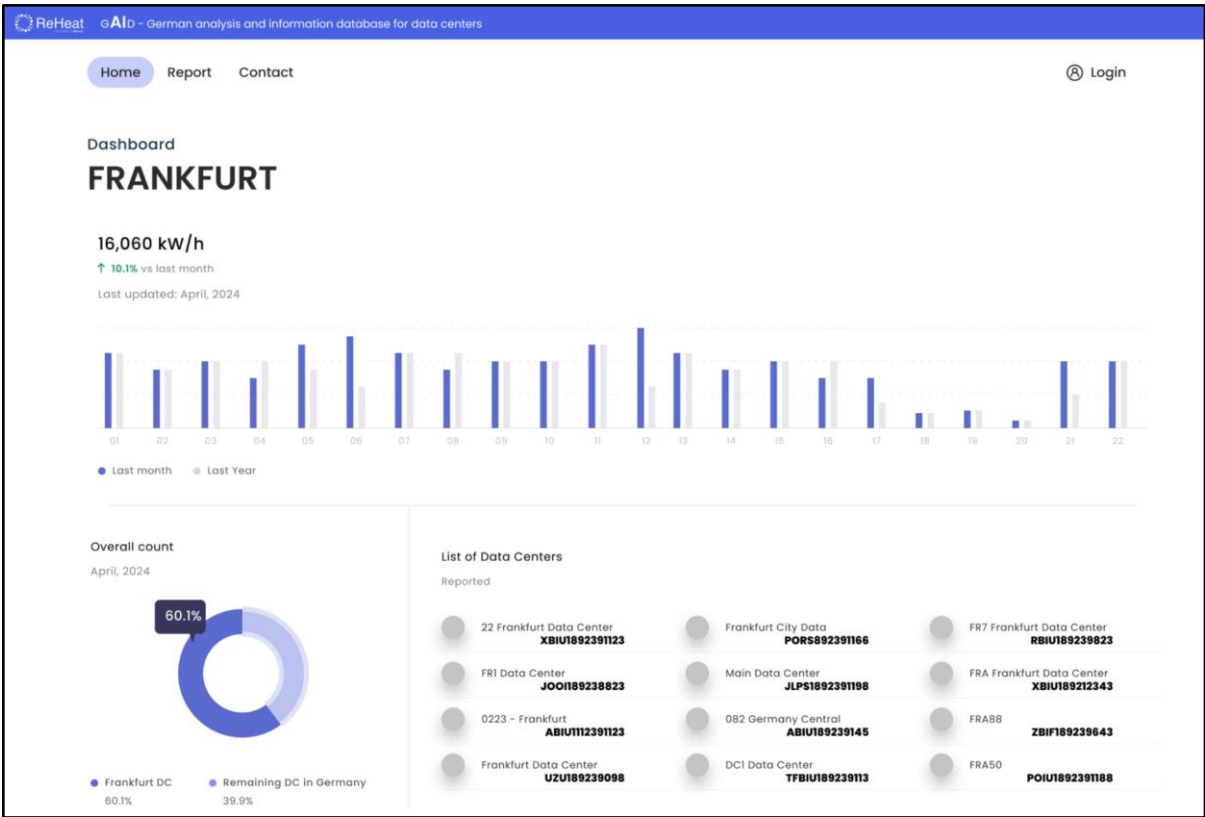 ReHeat GAID - German analysis and information database for data centers
Home Report Contact Login
Dashboard
FRANKFURT
16,060 kW/h
↑ 10.1% vs last month
Last updated: April, 2024
01 02 03 04 05 06 07 08 09 10 11 12 13 14 15 16 17 18 19 20 21 22
Last month Last Year
Overall count
April, 2024
60.1%
Frankfurt DC Remaining DC in Germany
60.1% 39.9%
List of Data Centers
Reported
22 Frankfurt Data Center Frankfurt City Data FR7 Frankfurt Data Center
XBIU1892391123 PORS892391166 RBIU189239823
FR1 Data Center Main Data Center FRA Frankfurt Data Center
JOOI189238823 JLPS1892391198 XBIU189212343
0223 - Frankfurt 082 Germany Central FRA88
ABIU1112391123 ABIU189239145 ZBIF189239643
Frankfurt Data Center DC1 Data Center FRA50
UZU189239098 TFBIU189239113 POIU1892391188